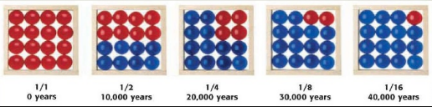 1/1 1/2 1/4 1/8 1/16
0 years 10,000 years 20,000 years 30,000 years 40,000 years